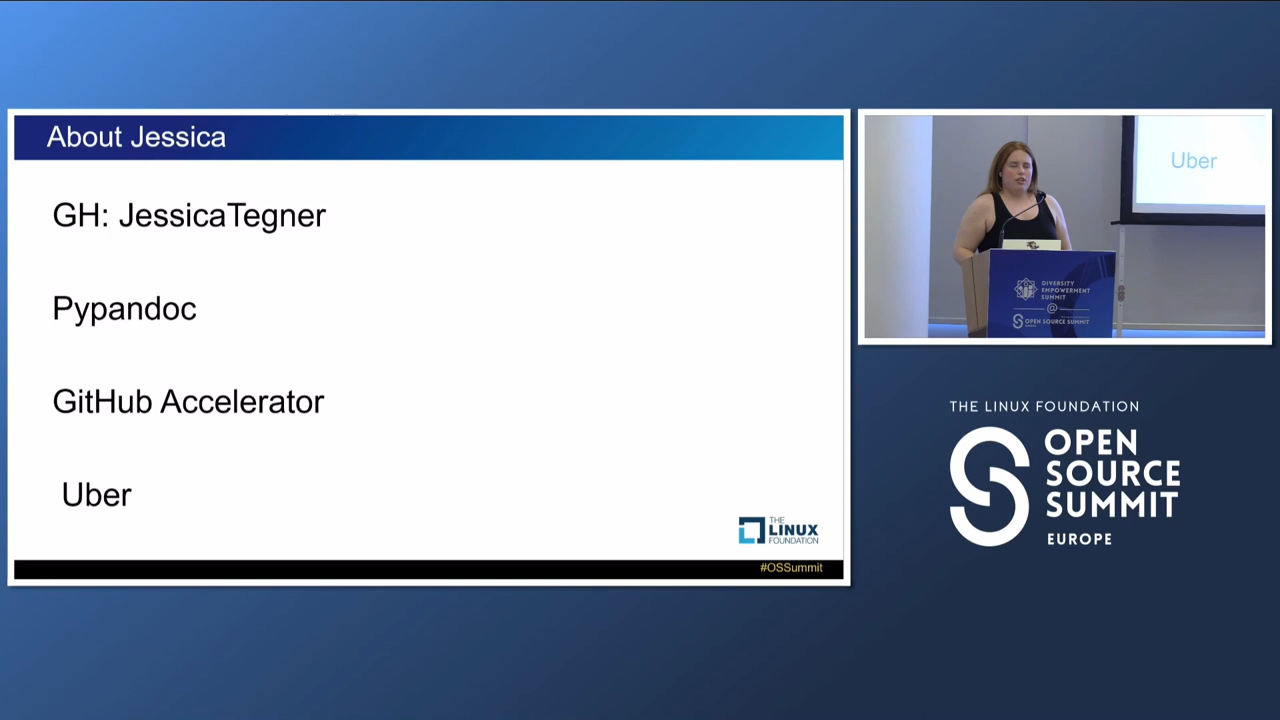 About Jessica
GH: JessicaTegner
Pypandoc
GitHub Accelerator
Uber
THE
LINUX
FOUNDATION
#OSSummit
Uber
DIVERSITY
EMPOWERMENT
SUMMIT
@
OPEN SOURCE SUMMIT
THE LINUX FOUNDATION
OPEN
SOURCE
SUMMIT
EUROPE